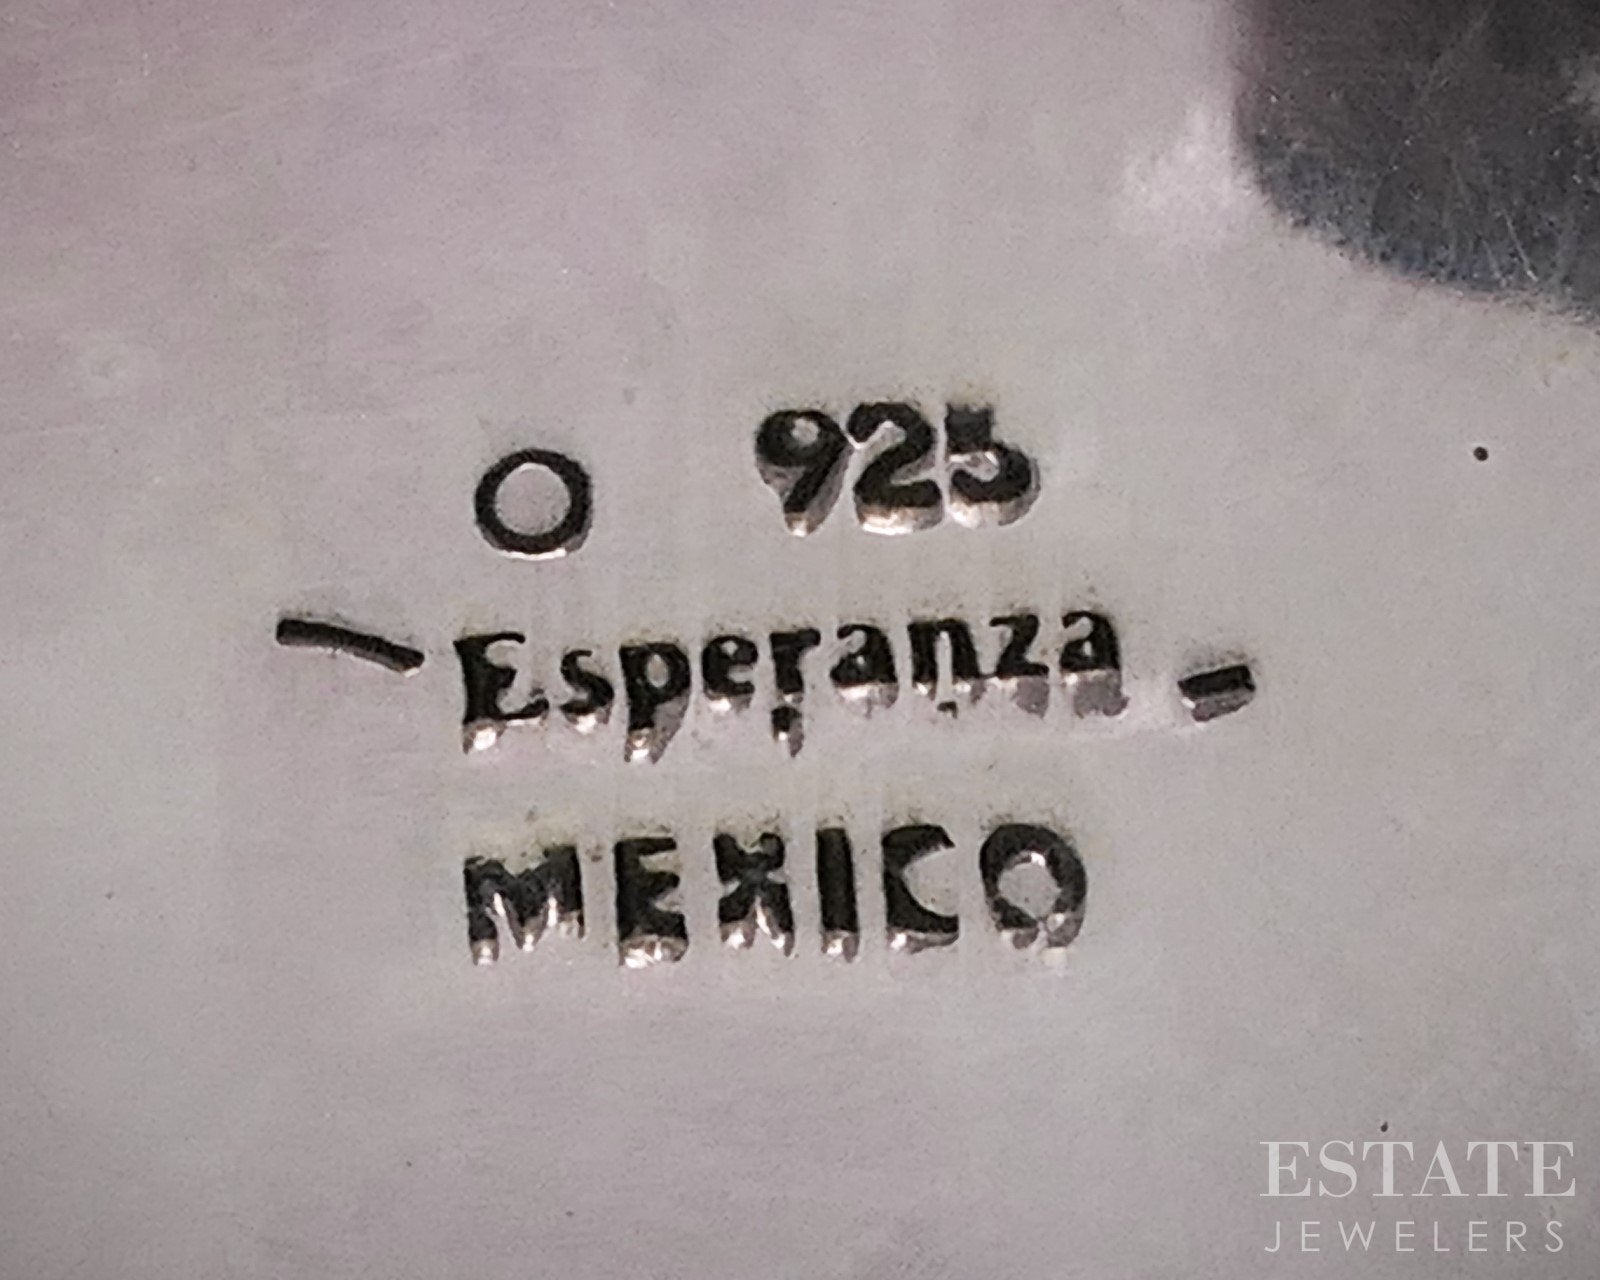 O 925
Esperanza
MEXICO
ESTATE
JEWELERS